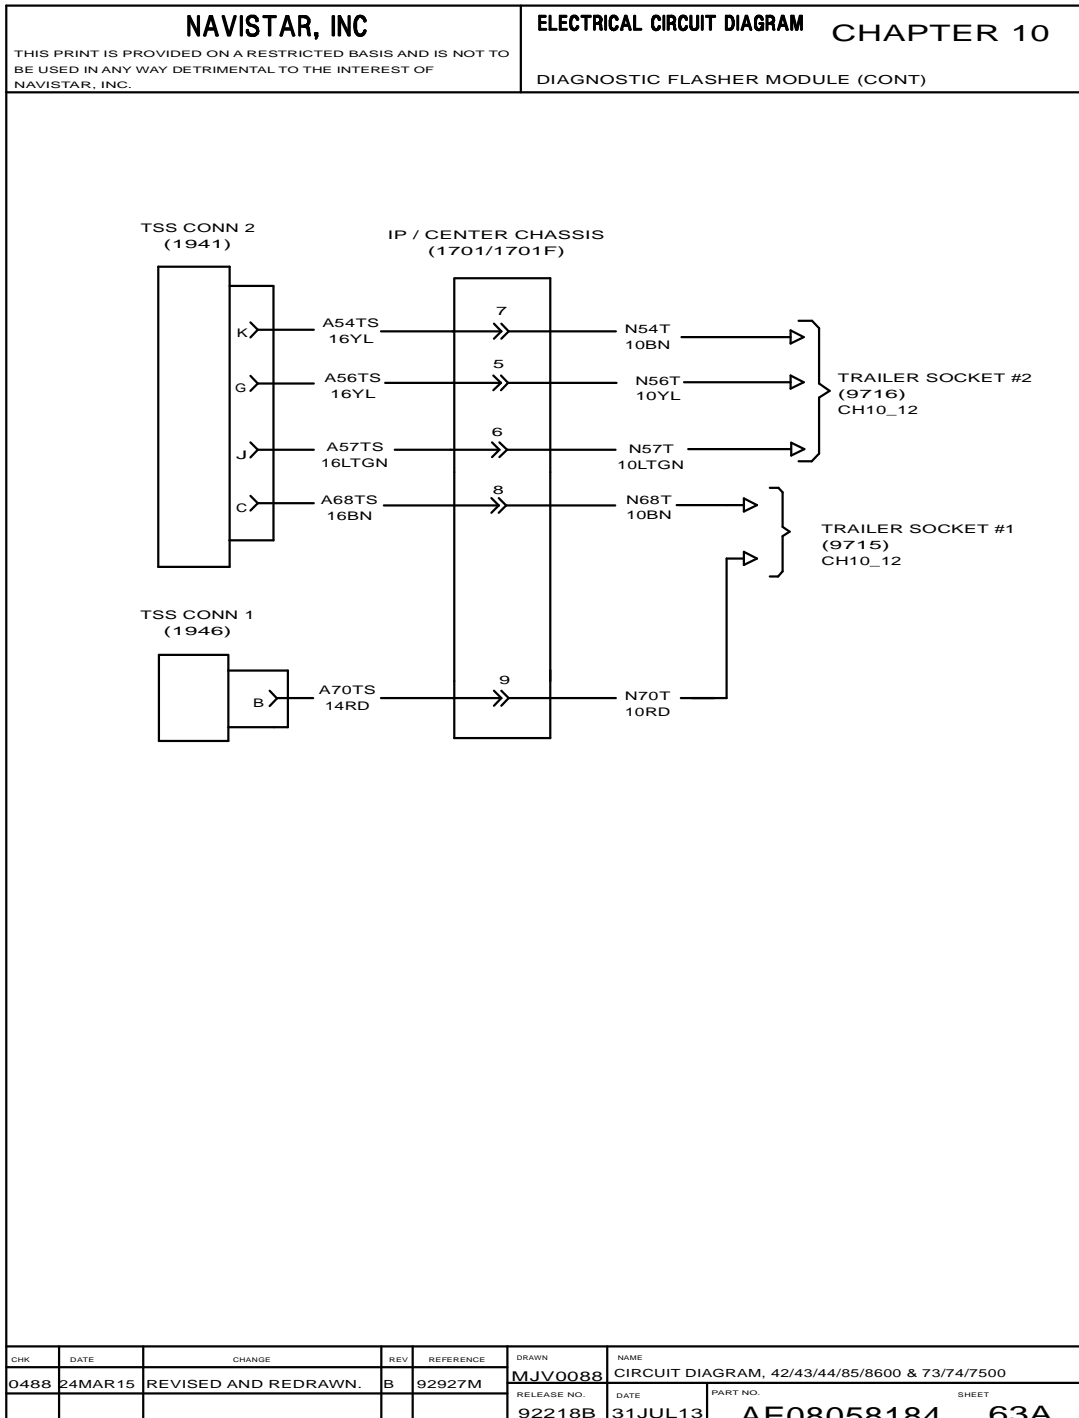 NAVISTAR, INC
THIS PRINT IS PROVIDED ON A RESTRICTED BASIS AND IS NOT TO
BE USED IN ANY WAY DETRIMENTAL TO THE INTEREST OF
NAVISTAR, INC.
ELECTRICAL CIRCUIT DIAGRAM
CHAPTER 10
DIAGNOSTIC FLASHER MODULE (CONT)
TSS CONN 2
(1941)
IP / CENTER CHASSIS
(1701/1701F)
K
A54TS
16YL
7
N54T
10BN
G
A56TS
16YL
5
N56T
10YL
TRAILER SOCKET #2
(9716)
CH10_12
J
A57TS
16LTGN
6
N57T
10LTGN
C
A68TS
16BN
8
N68T
10BN
TRAILER SOCKET #1
(9715)
CH10_12
TSS CONN 1
(1946)
B
A70TS
14RD
9
N70T
10RD
CHK DATE CHANGE REV REFERENCE
0488 24MAR15 REVISED AND REDRAWN. B 92927M
DRAWN
MJV0088
NAME
CIRCUIT DIAGRAM, 42/43/44/85/8600 & 73/74/7500
RELEASE NO.
92218B
DATE
31JUL13
PART NO.
AE08058184
SHEET
63A